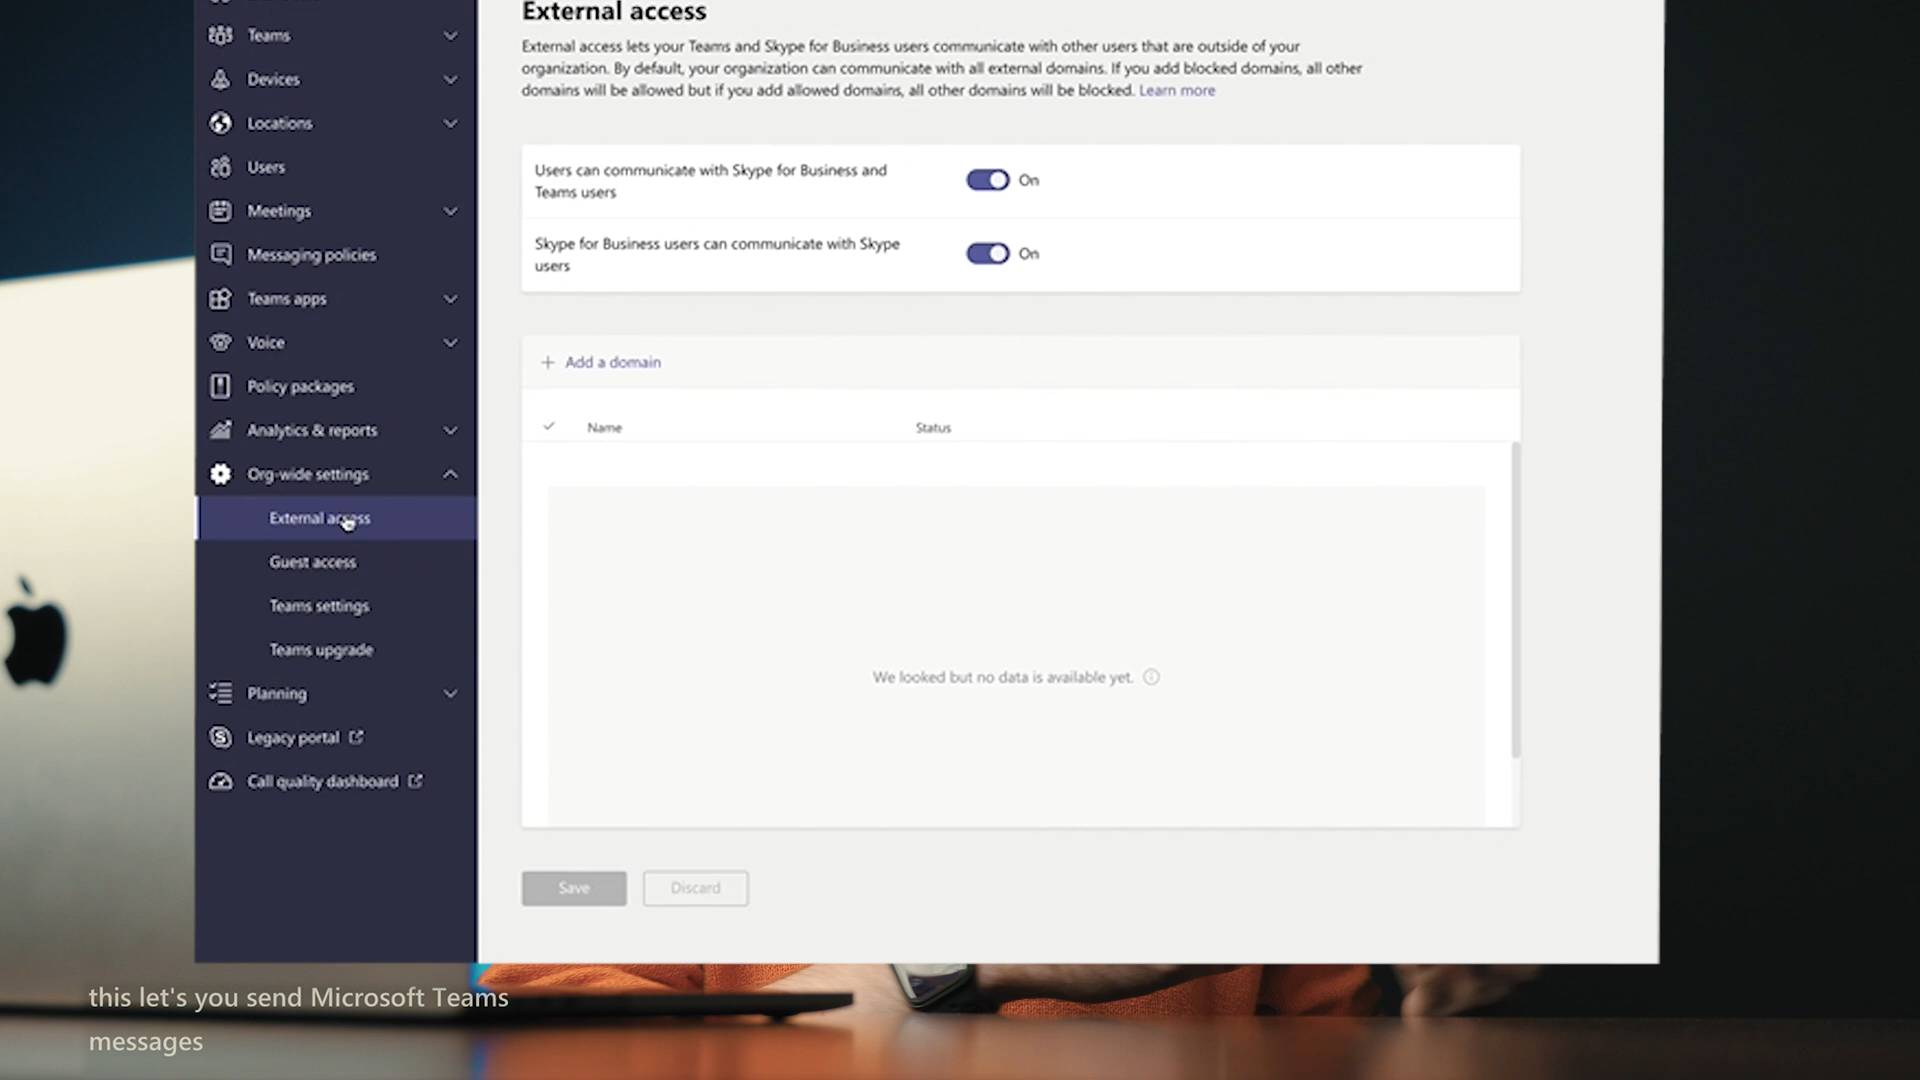 Teams
Devices
Locations
Users
Meetings
Messaging policies
Teams apps
Voice
Policy packages
Analytics & reports
Org-wide settings
External access
Guest access
Teams settings
Teams upgrade
Planning
Legacy portal
Call quality dashboard
External access
External access lets your Teams and Skype for Business users communicate with other users that are outside of your
organization. By default, your organization can communicate with all external domains. If you add blocked domains, all other
domains will be allowed but if you add allowed domains, all other domains will be blocked. Learn more
Users can communicate with Skype for Business and
Teams users
On
Skype for Business users can communicate with Skype
users
On
+ Add a domain
Name
Status
We looked but no data is available yet.
Save
Discard
this let's you send Microsoft Teams
messages